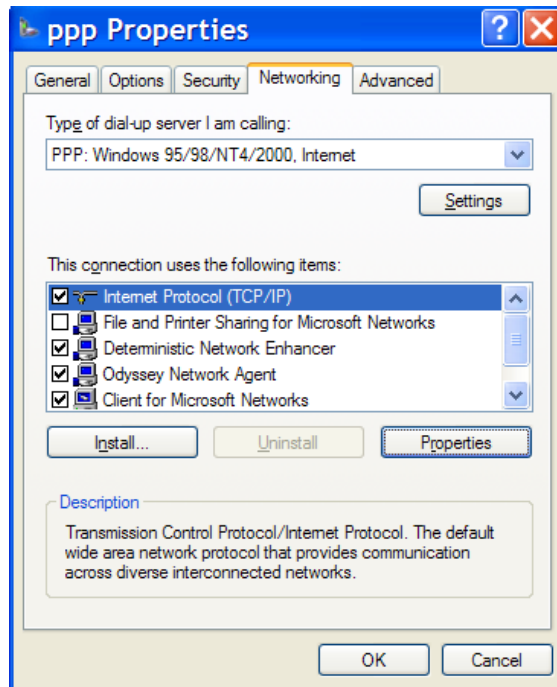 ppp Properties
General Options Security Networking Advanced
Type of dial-up server I am calling:
PPP: Windows 95/98/NT4/2000, Internet
Settings
This connection uses the following items:
Internet Protocol (TCP/IP)
File and Printer Sharing for Microsoft Networks
Deterministic Network Enhancer
Odyssey Network Agent
Client for Microsoft Networks
Install... Uninstall Properties
Description
Transmission Control Protocol/Internet Protocol. The default
wide area network protocol that provides communication
across diverse interconnected networks.
OK Cancel